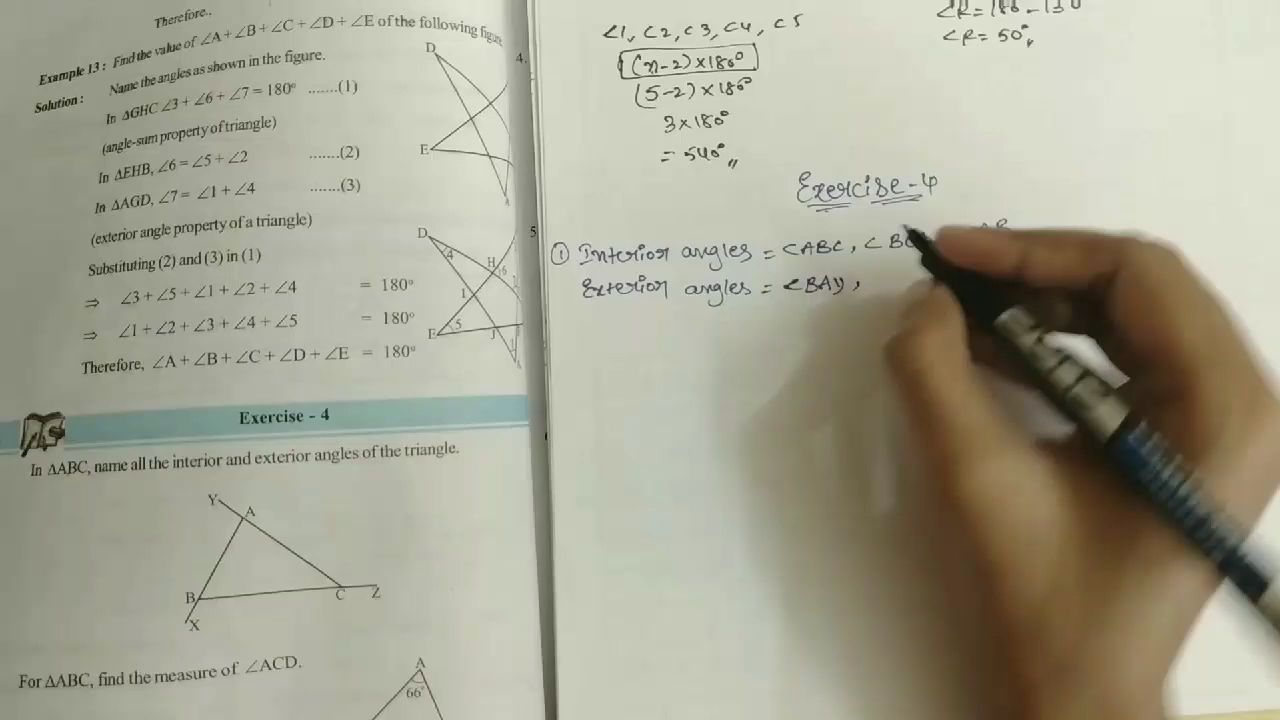 Therefore..
Example 13 : Find the value of ∠A + ∠B + ∠C + ∠D + ∠E of the following figure
Solution : Name the angles as shown in the figure.
In ΔGHC ∠3 + ∠6 + ∠7 = 180° .......(1)
(angle-sum property of triangle)
In ΔEHB, ∠6 = ∠5 + ∠2 .......(2)
In ΔAGD, ∠7 = ∠1 + ∠4 .......(3)
(exterior angle property of a triangle)
Substituting (2) and (3) in (1)
⇒ ∠3 + ∠5 + ∠1 + ∠2 + ∠4 = 180°
⇒ ∠1 + ∠2 + ∠3 + ∠4 + ∠5 = 180°
Therefore, ∠A + ∠B + ∠C + ∠D + ∠E = 180°
D
E
A
4.
D
4
H
6
E
5
5
Exercise - 4
In ΔABC, name all the interior and exterior angles of the triangle.
Y
A
B
C
Z
X
For ΔABC, find the measure of ∠ACD.
A
66°
∠1, ∠2, ∠3, ∠4, ∠5
(n-2)×180°
(5-2)×180°
3×180°
= 540°,,
∠R = 50°,,
Exercise-4
① Interior angles = ∠ABC, ∠BC
Exterior angles = ∠BAY,